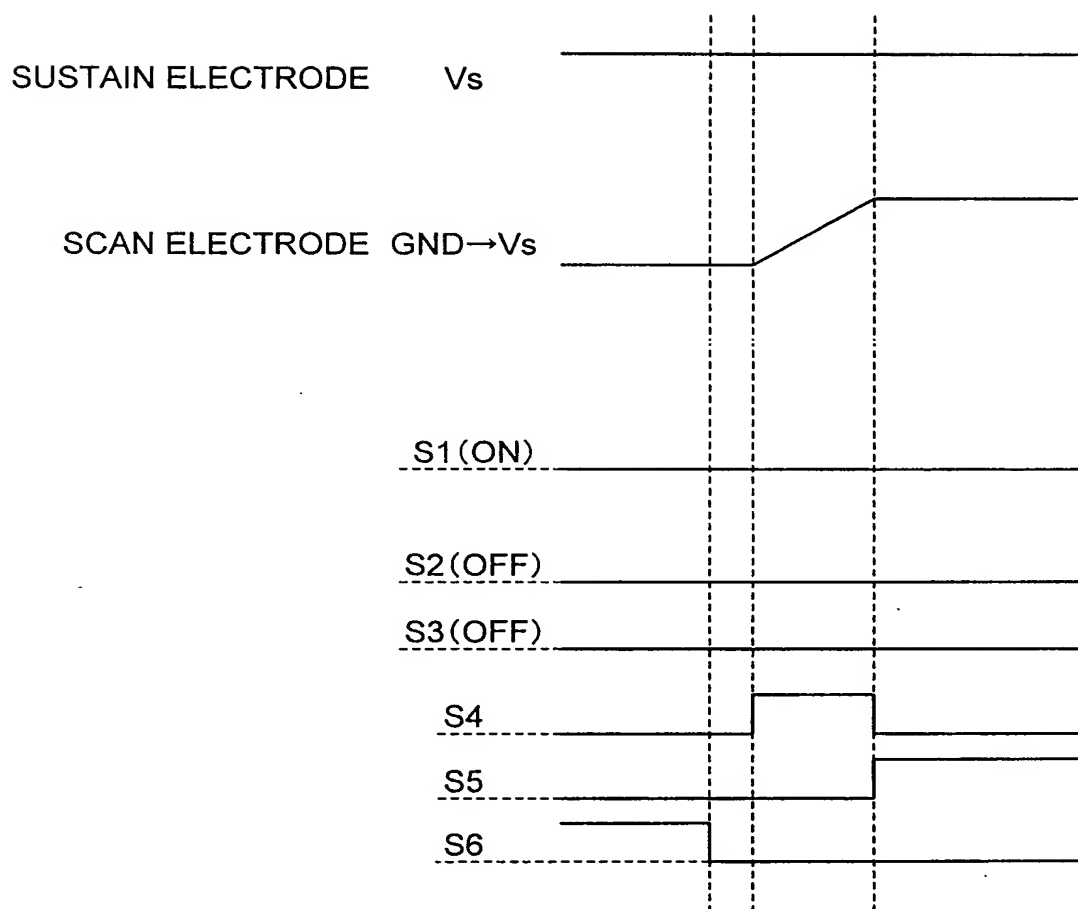 SUSTAIN ELECTRODE Vs
SCAN ELECTRODE GND→Vs
S1(ON)
S2(OFF)
S3(OFF)
S4
S5
S6